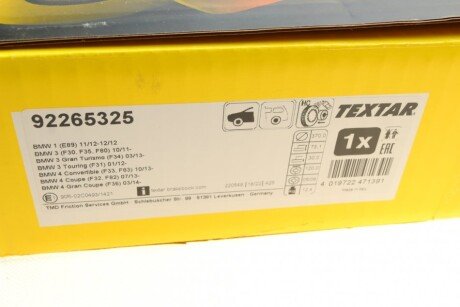 92265325
TEXTAR
BMW 1 (E89) 11/12-12/12
BMW 3 (F30, F35, F80) 10/11-
BMW 3 Gran Turismo (F34) 03/13-
BMW 3 Touring (F31) 01/12-
BMW 4 Convertible (F33, F83) 10/13-
BMW 4 Coupe (F32, F82) 07/13-
BMW 4 Gran Coupe (F36) 03/14-
1x
EAC
370.0
textar.brakebook.com
4 019722 471391
TMD Friction Services GmbH Schlebuscher Str. 99 51381 Leverkusen Germany